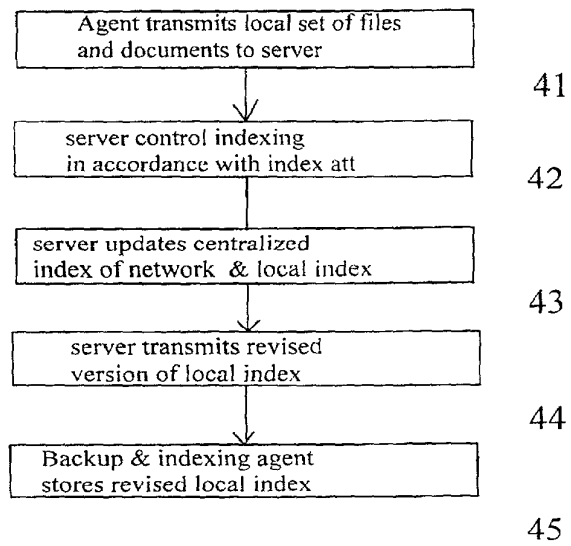 Agent transmits local set of files
and documents to server
41
server control indexing
in accordance with index att
42
server updates centralized
index of network & local index
43
server transmits revised
version of local index
44
Backup & indexing agent
stores revised local index
45